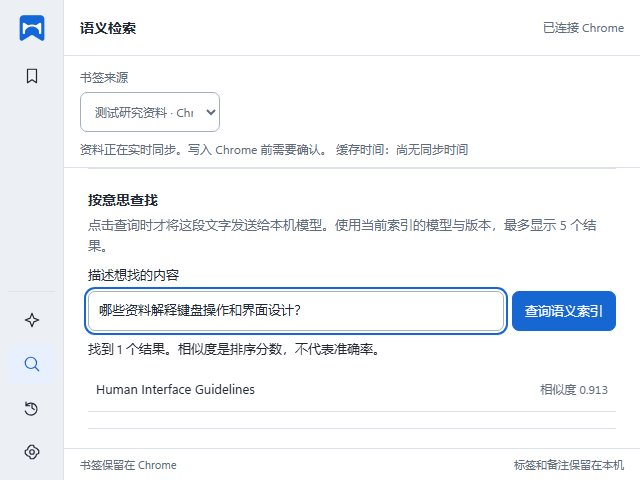 语义检索
已连接 Chrome
书签来源
测试研究资料 · Chr
资料正在实时同步。写入 Chrome 前需要确认。 缓存时间：尚无同步时间
按意思查找
点击查询时才将这段文字发送给本机模型。使用当前索引的模型与版本，最多显示 5 个结
果。
描述想找的内容
哪些资料解释键盘操作和界面设计？
查询语义索引
找到 1 个结果。相似度是排序分数，不代表准确率。
Human Interface Guidelines
相似度 0.913
书签保留在 Chrome
标签和备注保留在本机